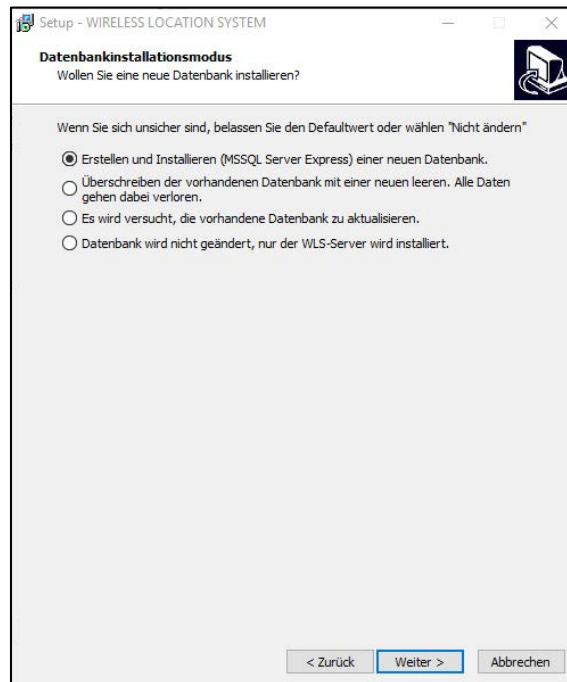 Setup - WIRELESS LOCATION SYSTEM
Datenbankinstallationsmodus
Wollen Sie eine neue Datenbank installieren?
Wenn Sie sich unsicher sind, belassen Sie den Defaultwert oder wählen "Nicht ändern"
Erstellen und Installieren (MSSQL Server Express) einer neuen Datenbank.
Überschreiben der vorhandenen Datenbank mit einer neuen leeren. Alle Daten
gehen dabei verloren.
Es wird versucht, die vorhandene Datenbank zu aktualisieren.
Datenbank wird nicht geändert, nur der WLS-Server wird installiert.
< Zurück Weiter > Abbrechen